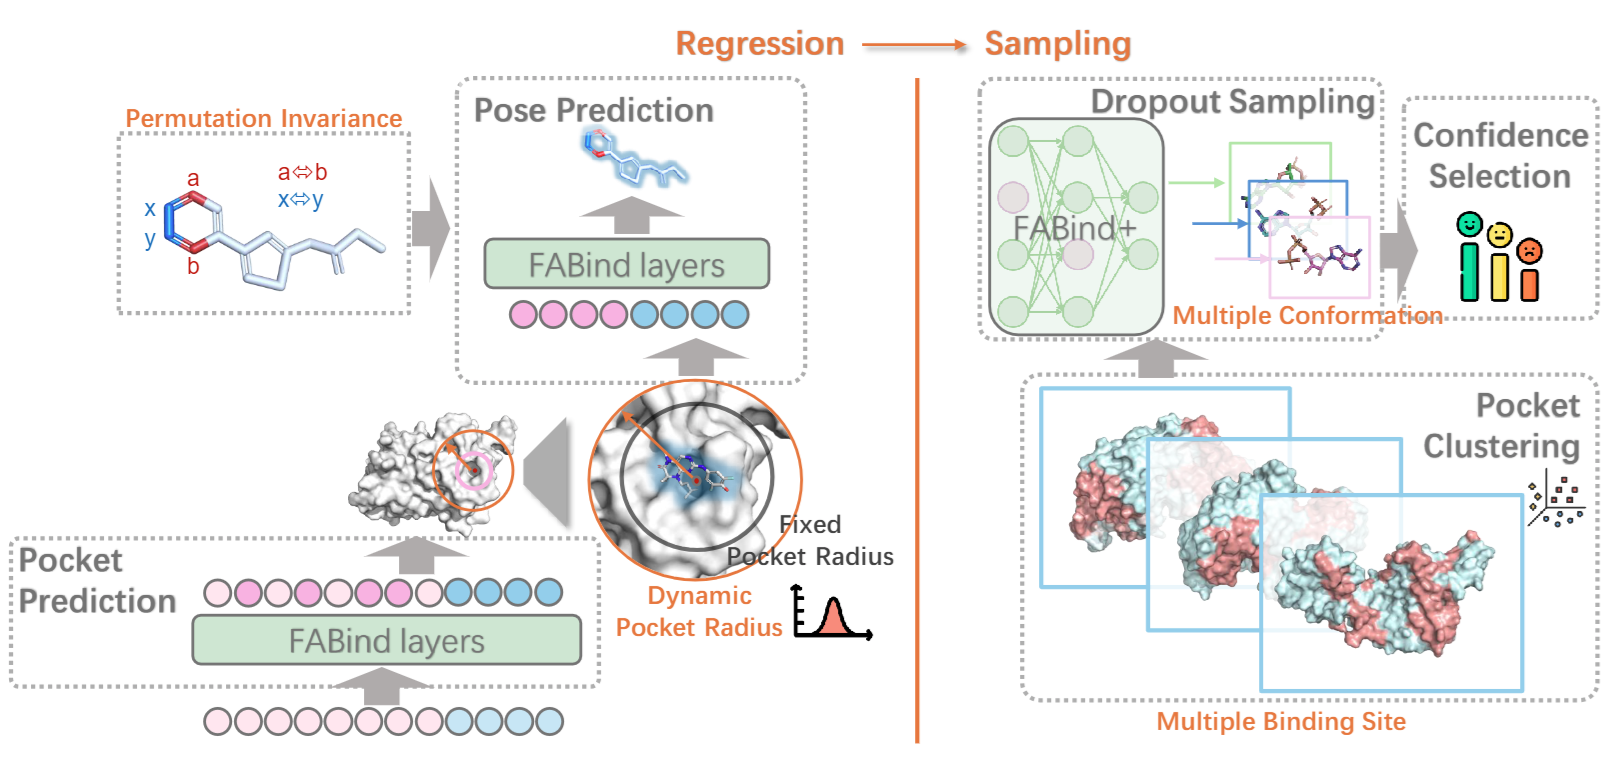 Regression
Sampling
Permutation Invariance
a
a⇔b
x
x⇔y
y
b
Pose Prediction
FABind layers
Fixed
Pocket Radius
Dynamic
Pocket Radius
Pocket
Prediction
FABind layers
Dropout Sampling
FABind+
Multiple Conformation
Confidence
Selection
Pocket
Clustering
Multiple Binding Site